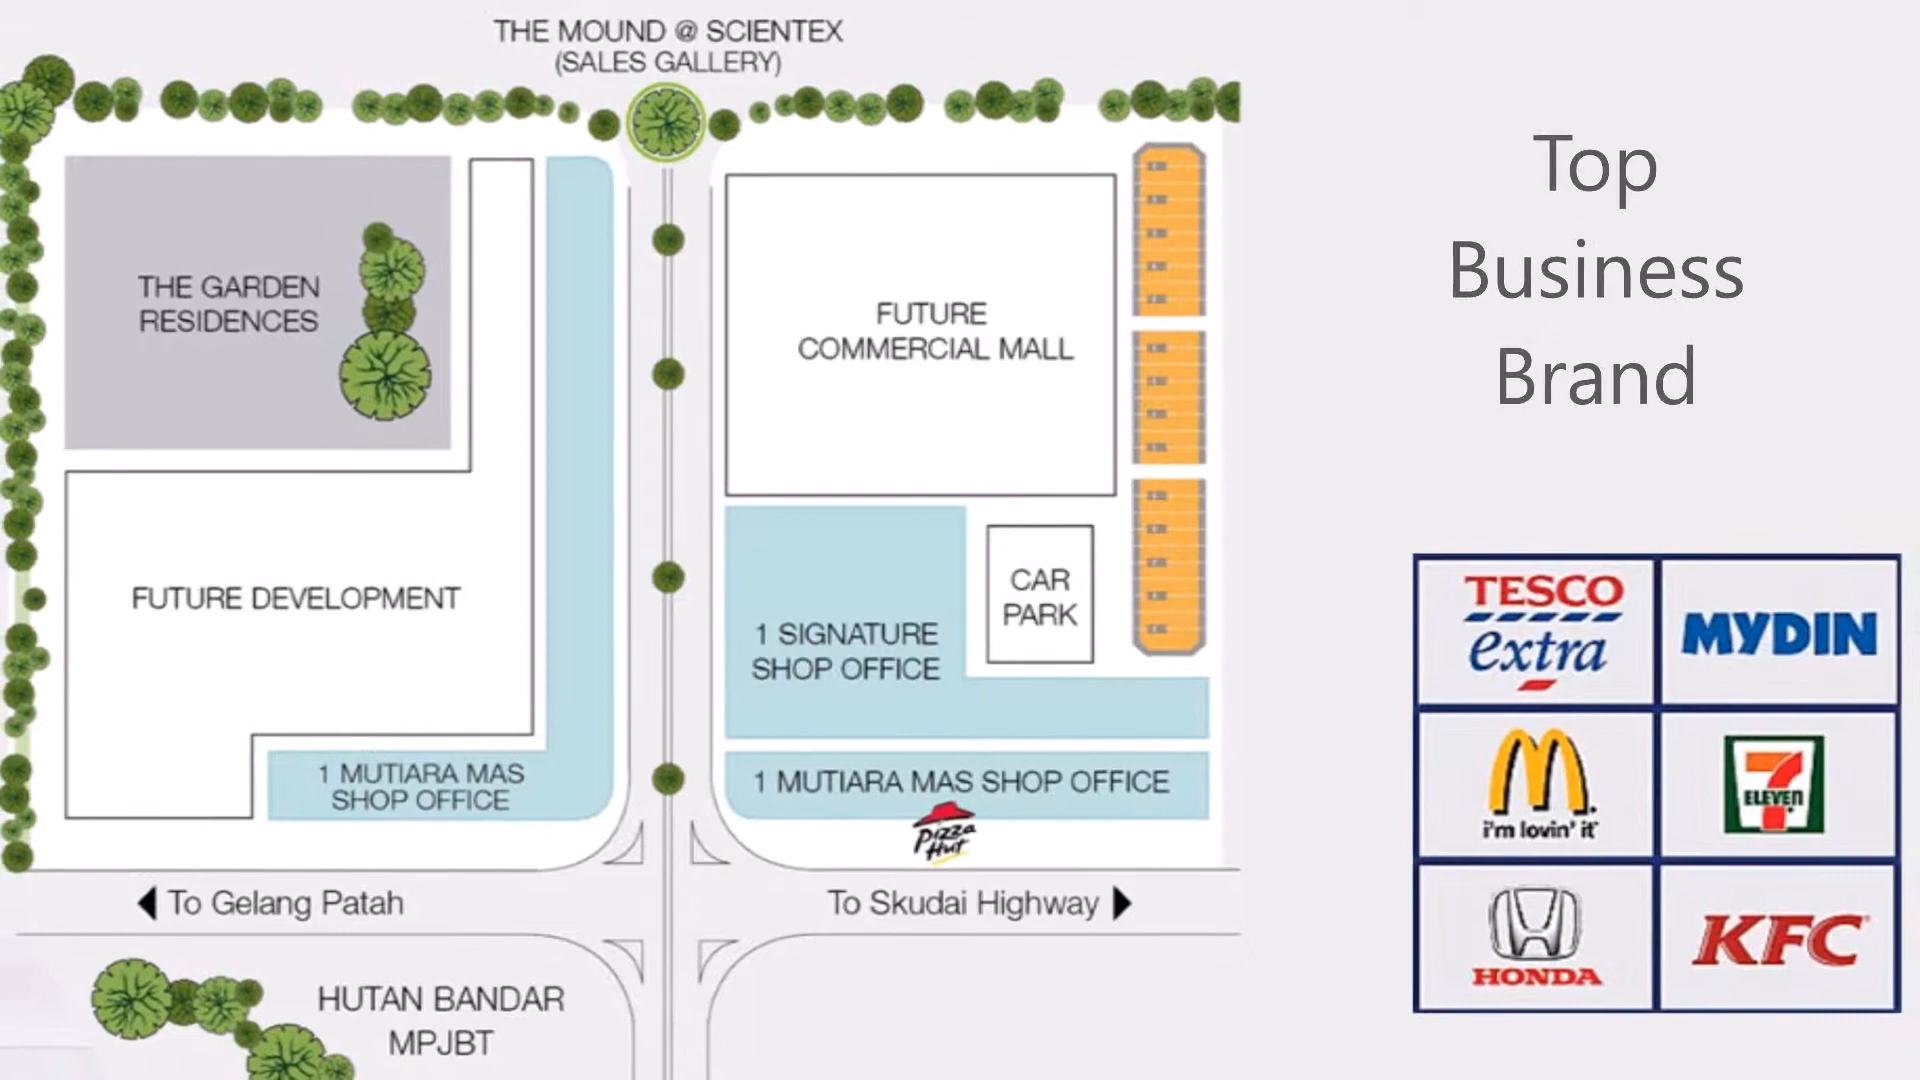 THE MOUND @ SCIENTEX
(SALES GALLERY)
THE GARDEN
RESIDENCES
FUTURE DEVELOPMENT
1 MUTIARA MAS
SHOP OFFICE
FUTURE
COMMERCIAL MALL
1 SIGNATURE
SHOP OFFICE
CAR
PARK
1 MUTIARA MAS SHOP OFFICE
Pizza
Hut
To Gelang Patah
To Skudai Highway
HUTAN BANDAR
MPJBT
Top
Business
Brand
TESCO
extra
MYDIN
i'm lovin' it
7
ELEVEN
HONDA
KFC